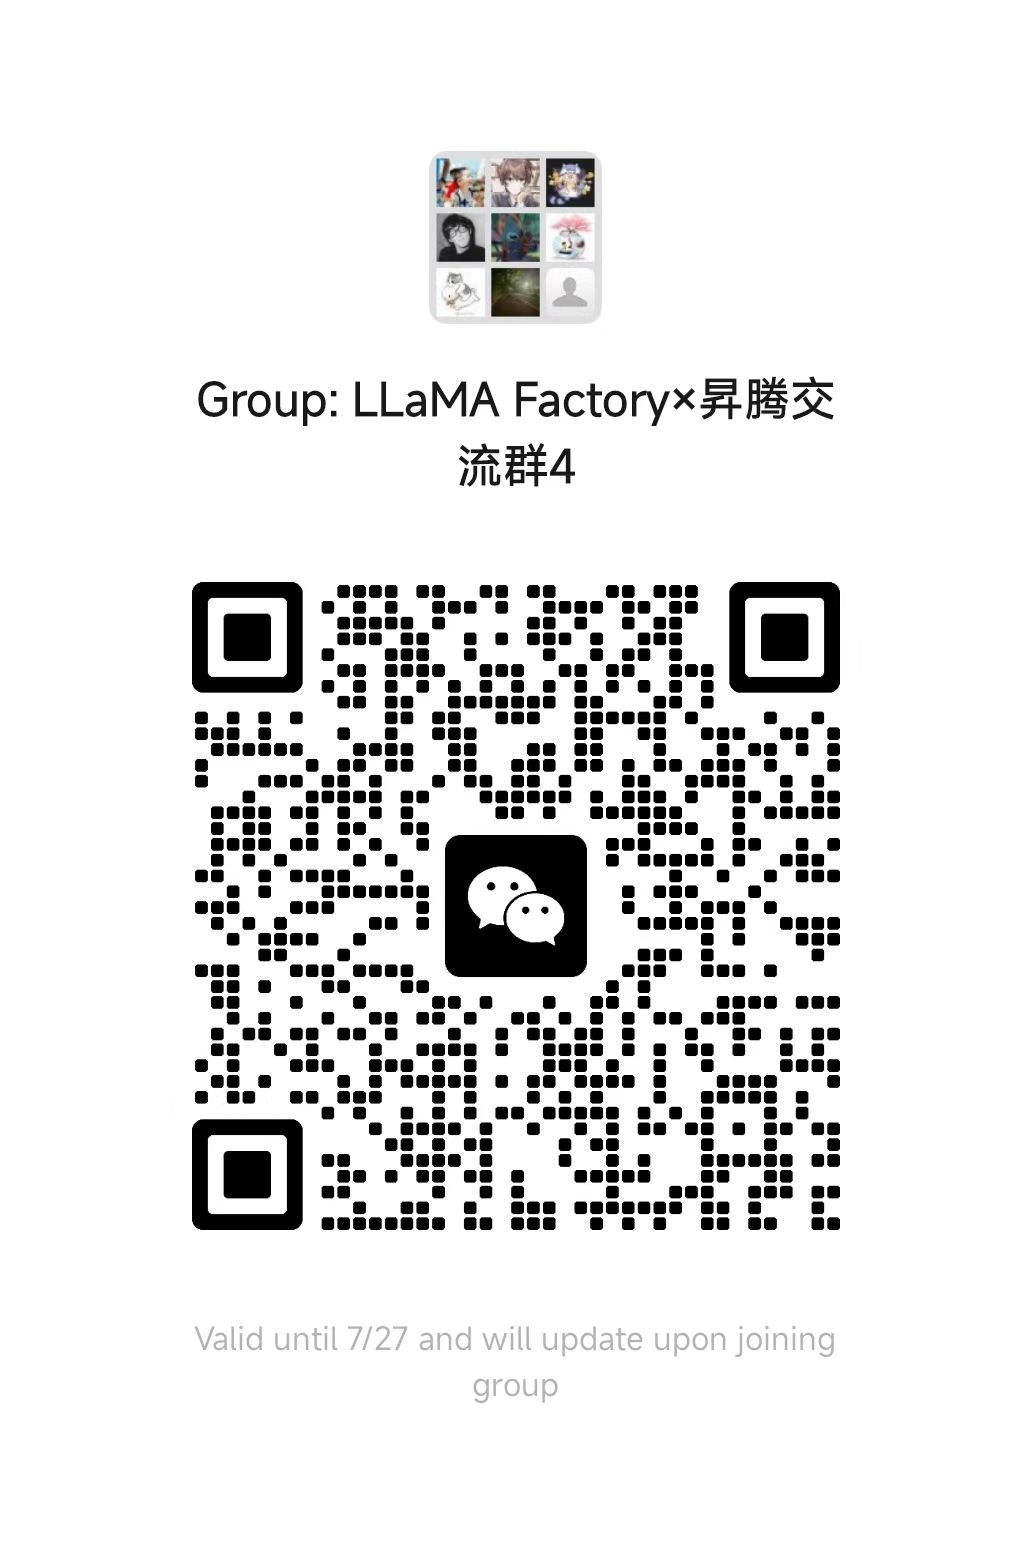 Group: LLaMA Factory×昇腾交
流群4
Valid until 7/27 and will update upon joining
group